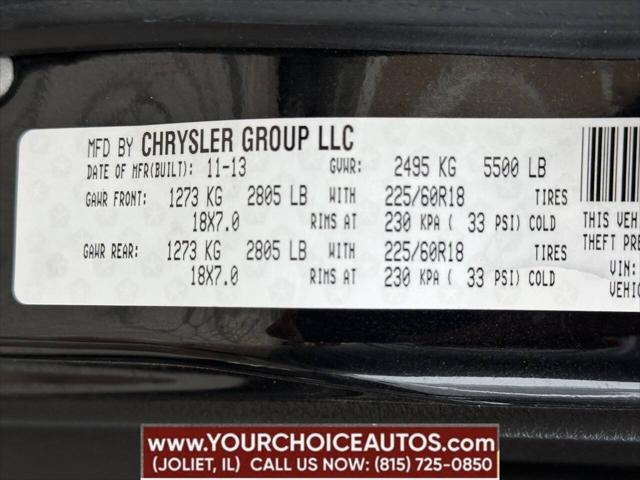 MFD BY CHRYSLER GROUP LLC
DATE OF MFR(BUILT): 11-13 GVWR: 2495 KG 5500 LB
GAWR FRONT: 1273 KG 2805 LB WITH 225/60R18 TIRES
18X7.0 RIMS AT 230 KPA ( 33 PSI) COLD
GAWR REAR: 1273 KG 2805 LB WITH 225/60R18 TIRES
18X7.0 RIMS AT 230 KPA ( 33 PSI) COLD
THIS VEH
THEFT PRE
VIN:
VEHIC
WWW.YOURCHOICEAUTOS.COM
(JOLIET, IL) CALL US NOW: (815) 725-0850